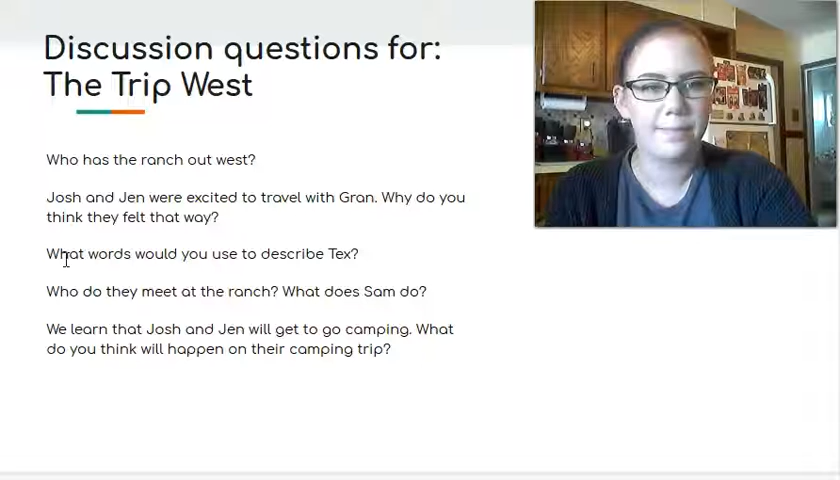 Discussion questions for:
The Trip West
Who has the ranch out west?
Josh and Jen were excited to travel with Gran. Why do you
think they felt that way?
What words would you use to describe Tex?
Who do they meet at the ranch? What does Sam do?
We learn that Josh and Jen will get to go camping. What
do you think will happen on their camping trip?